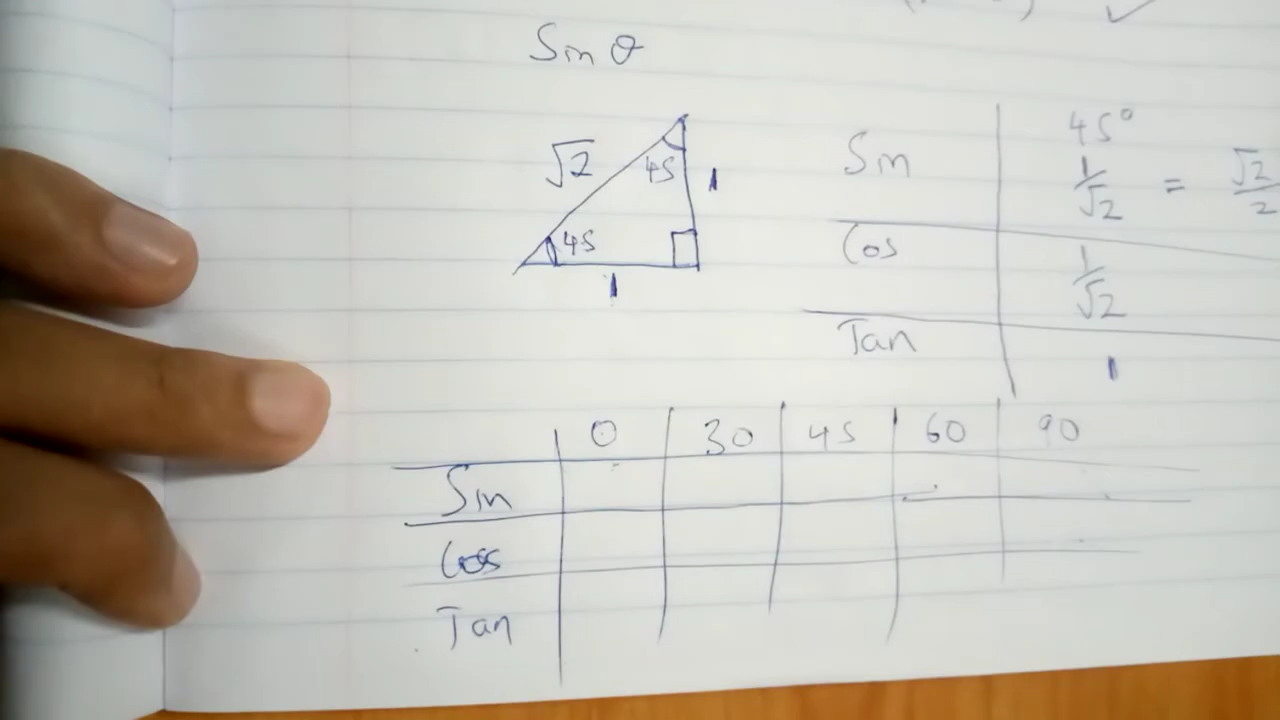 Sin θ
√2
45
1
45
1
45°
Sin 1/√2 = √2/2
Cos 1/√2
Tan 1
0 30 45 60 90
Sin
Cos
Tan